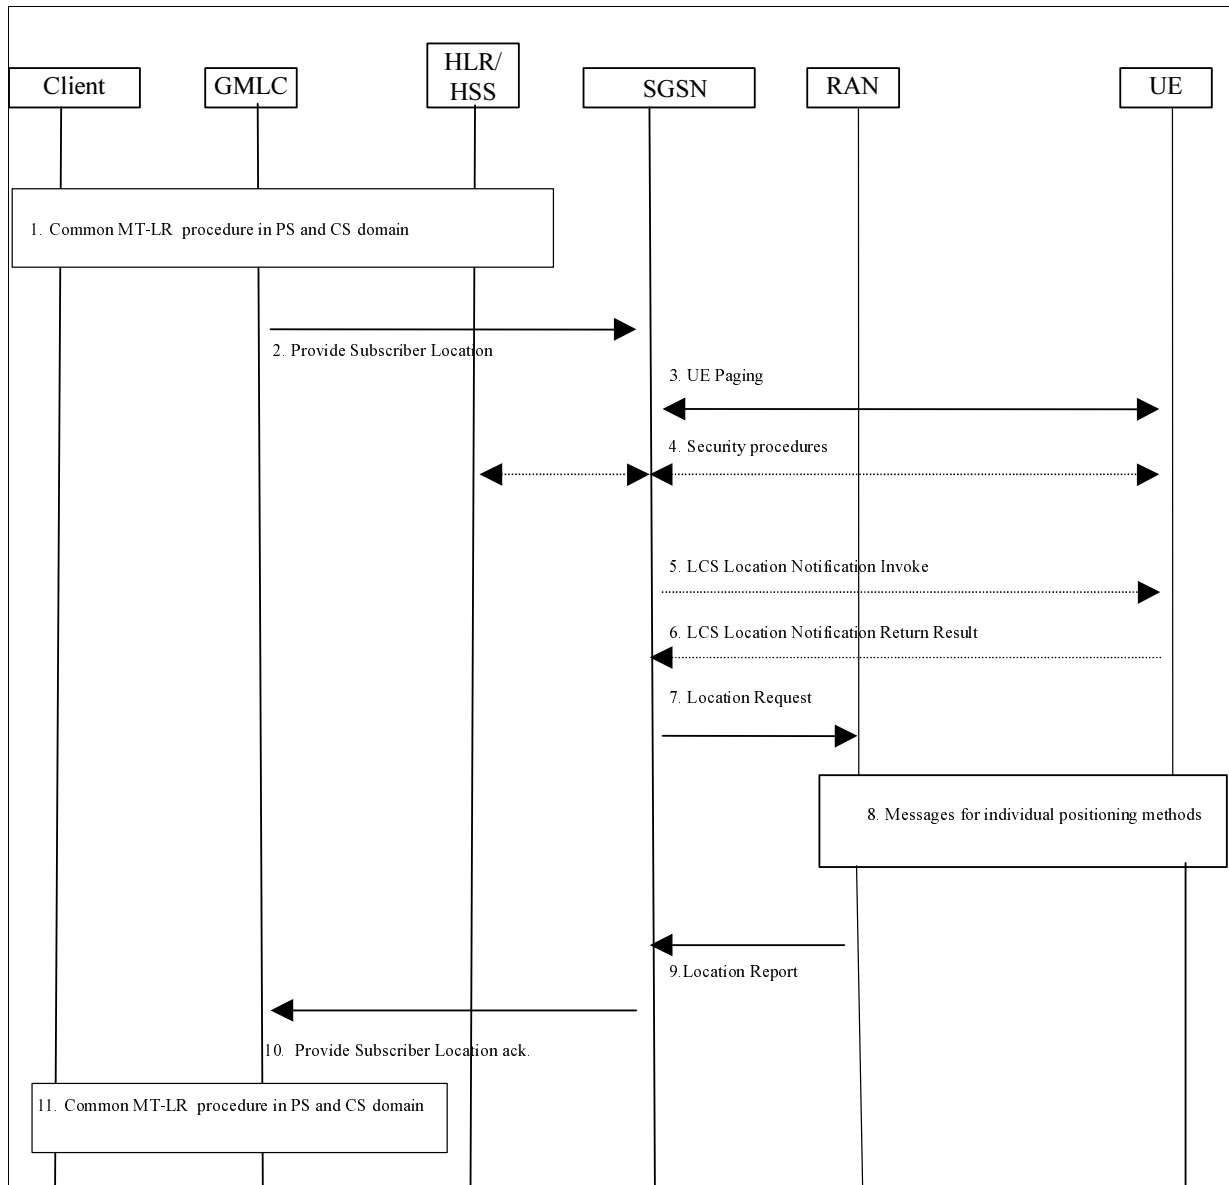 Client
GMLC
HLR/
HSS
SGSN
RAN
UE
1. Common MT-LR procedure in PS and CS domain
2. Provide Subscriber Location
3. UE Paging
4. Security procedures
5. LCS Location Notification Invoke
6. LCS Location Notification Return Result
7. Location Request
8. Messages for individual positioning methods
9.Location Report
10. Provide Subscriber Location ack.
11. Common MT-LR procedure in PS and CS domain